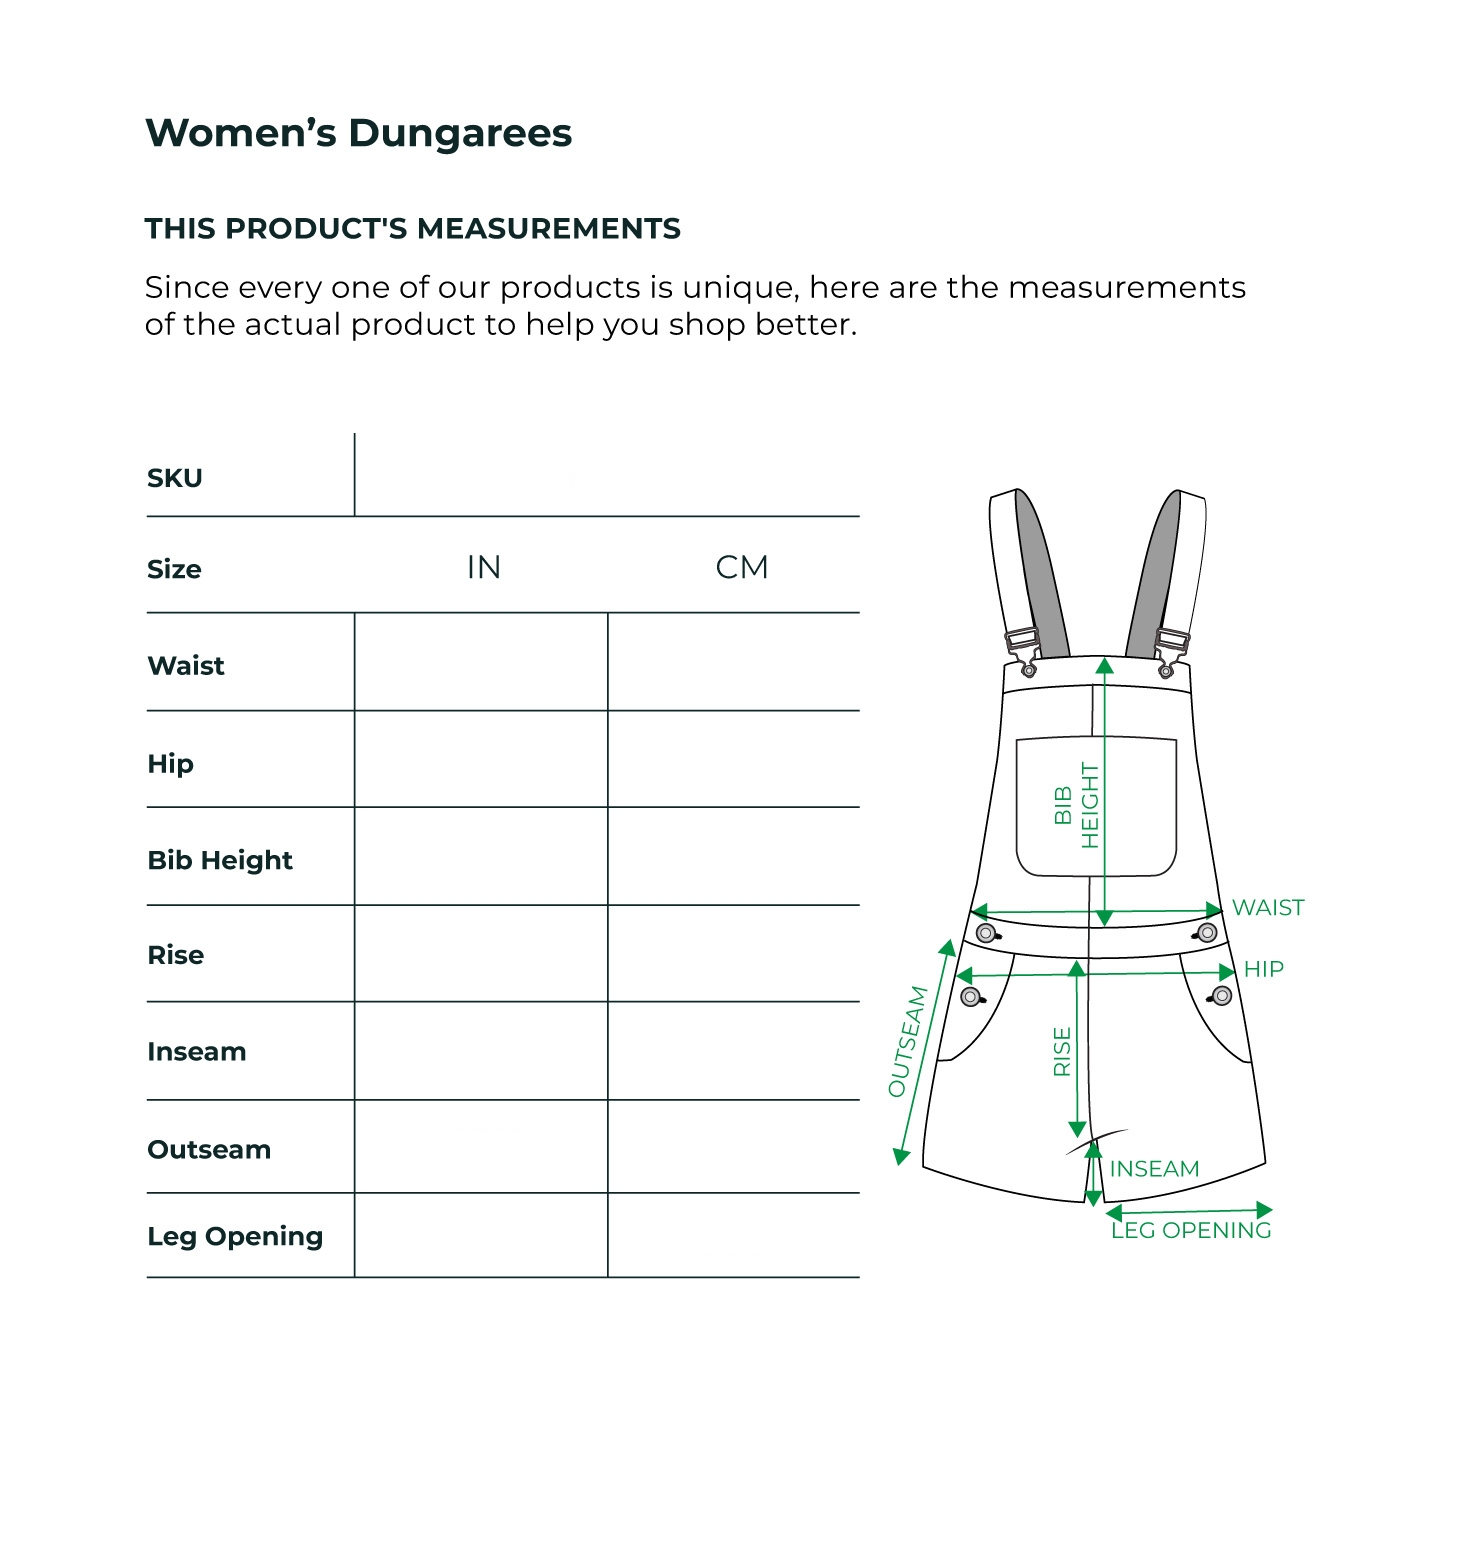 Women’s Dungarees
THIS PRODUCT'S MEASUREMENTS
Since every one of our products is unique, here are the measurements
of the actual product to help you shop better.
SKU
Size IN CM
Waist
Hip
Bib Height
Rise
Inseam
Outseam
Leg Opening
BIB
HEIGHT
WAIST
HIP
OUTSEAM
RISE
INSEAM
LEG OPENING